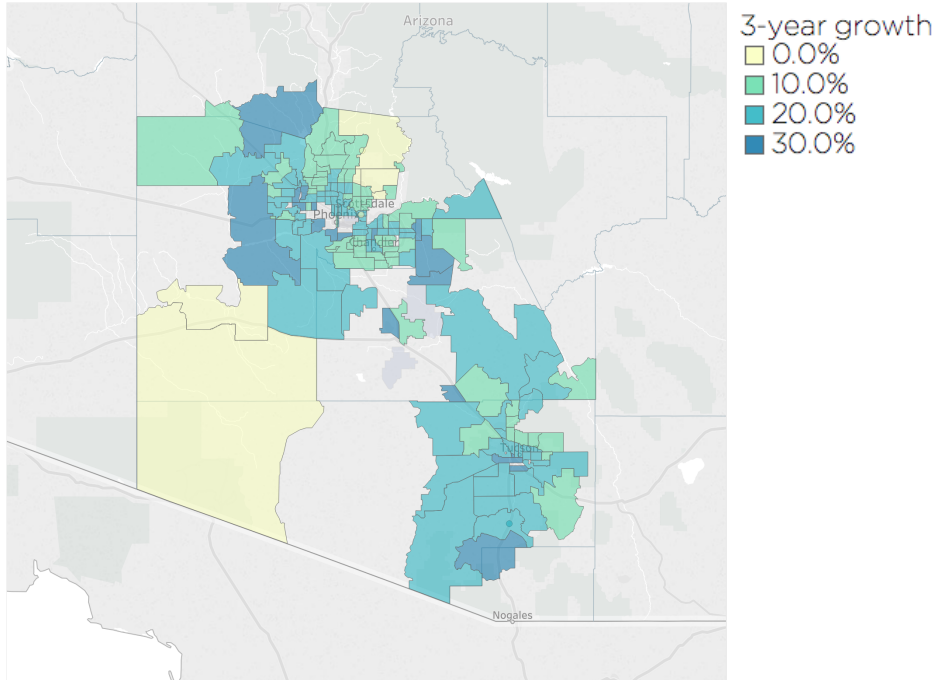 Arizona
3-year growth
0.0%
10.0%
20.0%
30.0%
Scottsdale
Phoenix
Chandler
Tucson
Nogales